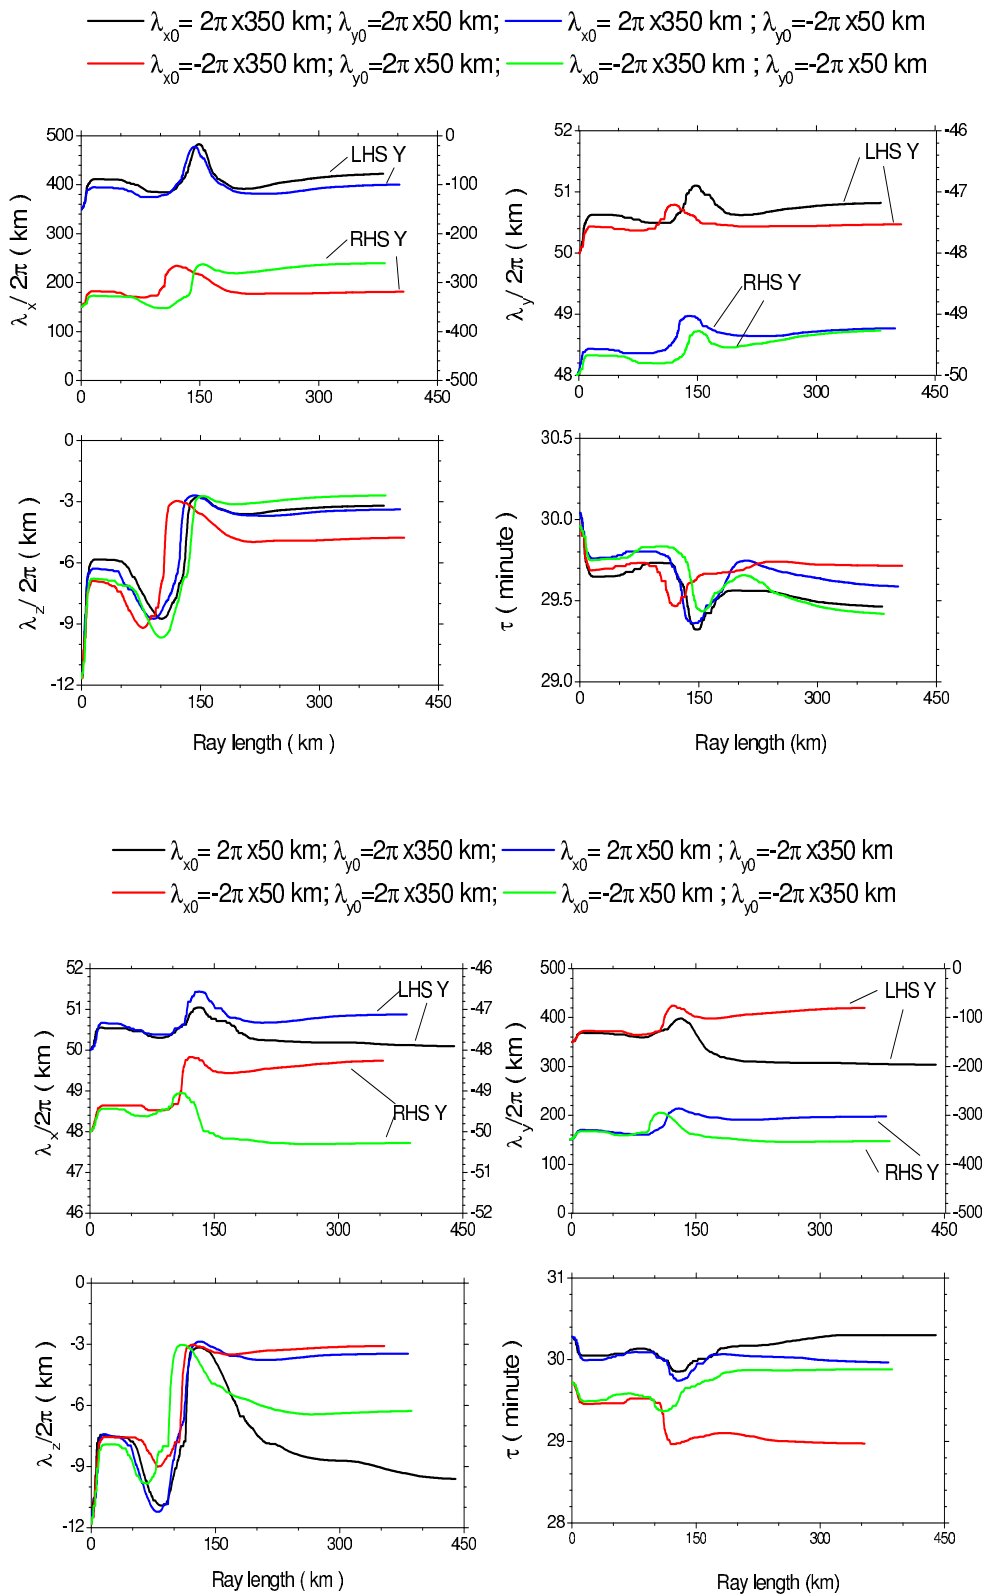 λx0= 2π x350 km; λy0=2π x50 km; λx0= 2π x350 km ; λy0=-2π x50 km
λx0=-2π x350 km; λy0=2π x50 km; λx0=-2π x350 km ; λy0=-2π x50 km
500 400 300 200 100 0
0 -100 -200 -300 -400 -500
0 150 300 450
λx/ 2π ( km )
LHS Y
RHS Y
52 51 50 49 48
-46 -47 -48 -49 -50
0 150 300 450
λy/ 2π ( km )
LHS Y
RHS Y
0 -3 -6 -9 -12
0 150 300 450
λz/ 2π ( km )
Ray length ( km )
30.5 30.0 29.5 29.0
0 150 300 450
τ ( minute )
Ray length (km)
λx0= 2π x50 km; λy0=2π x350 km; λx0= 2π x50 km ; λy0=-2π x350 km
λx0=-2π x50 km; λy0=2π x350 km; λx0=-2π x50 km ; λy0=-2π x350 km
52 51 50 49 48 47 46
-46 -47 -48 -49 -50 -51 -52
0 150 300 450
λx/2π ( km )
LHS Y
RHS Y
500 400 300 200 100 0
0 -100 -200 -300 -400 -500
0 150 300 450
λy/2π ( km )
LHS Y
RHS Y
0 -3 -6 -9 -12
0 150 300 450
λz/2π ( km )
Ray length ( km )
31 30 29 28
0 150 300 450
τ ( minute )
Ray length (km)